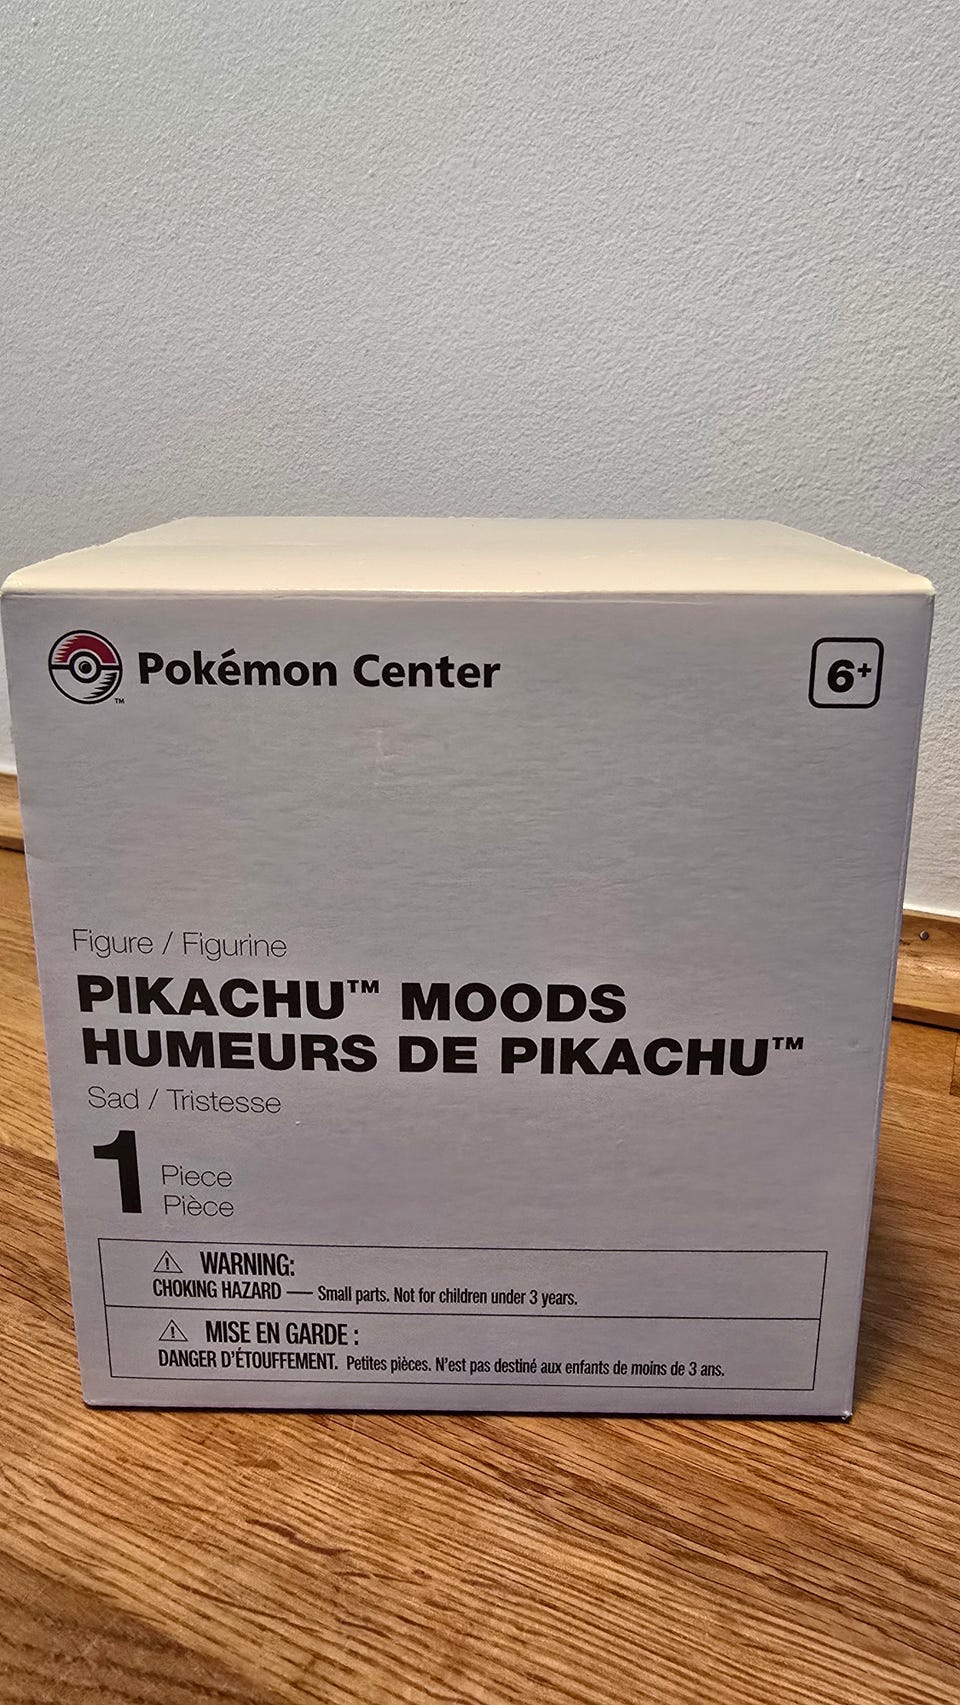 Pokémon Center
TM
6+
Figure / Figurine
PIKACHU™ MOODS
HUMEURS DE PIKACHU™
Sad / Tristesse
1 Piece
Pièce
⚠ WARNING:
CHOKING HAZARD — Small parts. Not for children under 3 years.
⚠ MISE EN GARDE :
DANGER D'ÉTOUFFEMENT. Petites pièces. N'est pas destiné aux enfants de moins de 3 ans.